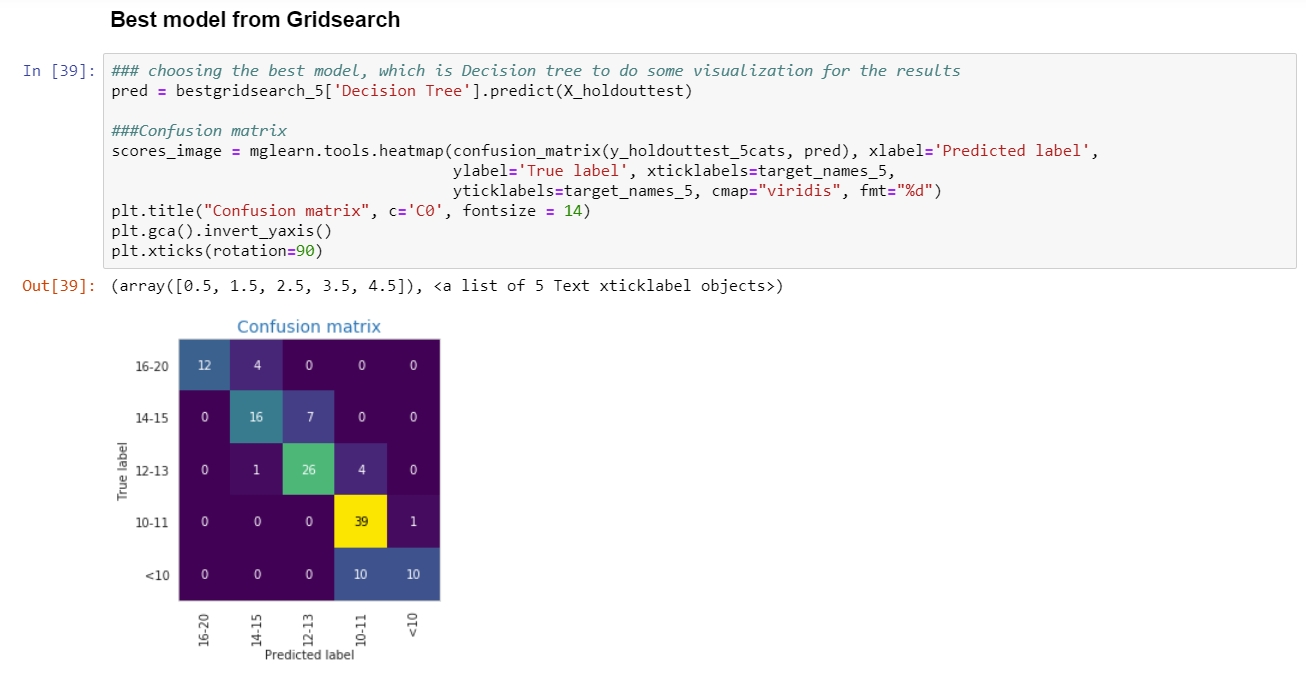 Best model from Gridsearch
In [39]: ### choosing the best model, which is Decision tree to do some visualization for the results
pred = bestgridsearch_5['Decision Tree'].predict(X_holdouttest)
###Confusion matrix
scores_image = mglearn.tools.heatmap(confusion_matrix(y_holdouttest_5cats, pred), xlabel='Predicted label',
ylabel='True label', xticklabels=target_names_5,
yticklabels=target_names_5, cmap="viridis", fmt="%d")
plt.title("Confusion matrix", c='C0', fontsize = 14)
plt.gca().invert_yaxis()
plt.xticks(rotation=90)
Out[39]: (array([0.5, 1.5, 2.5, 3.5, 4.5]), <a list of 5 Text xticklabel objects>)
Confusion matrix
True label
16-20 12 4 0 0 0
14-15 0 16 7 0 0
12-13 0 1 26 4 0
10-11 0 0 0 39 1
<10 0 0 0 10 10
16-20 14-15 12-13 10-11 <10
Predicted label